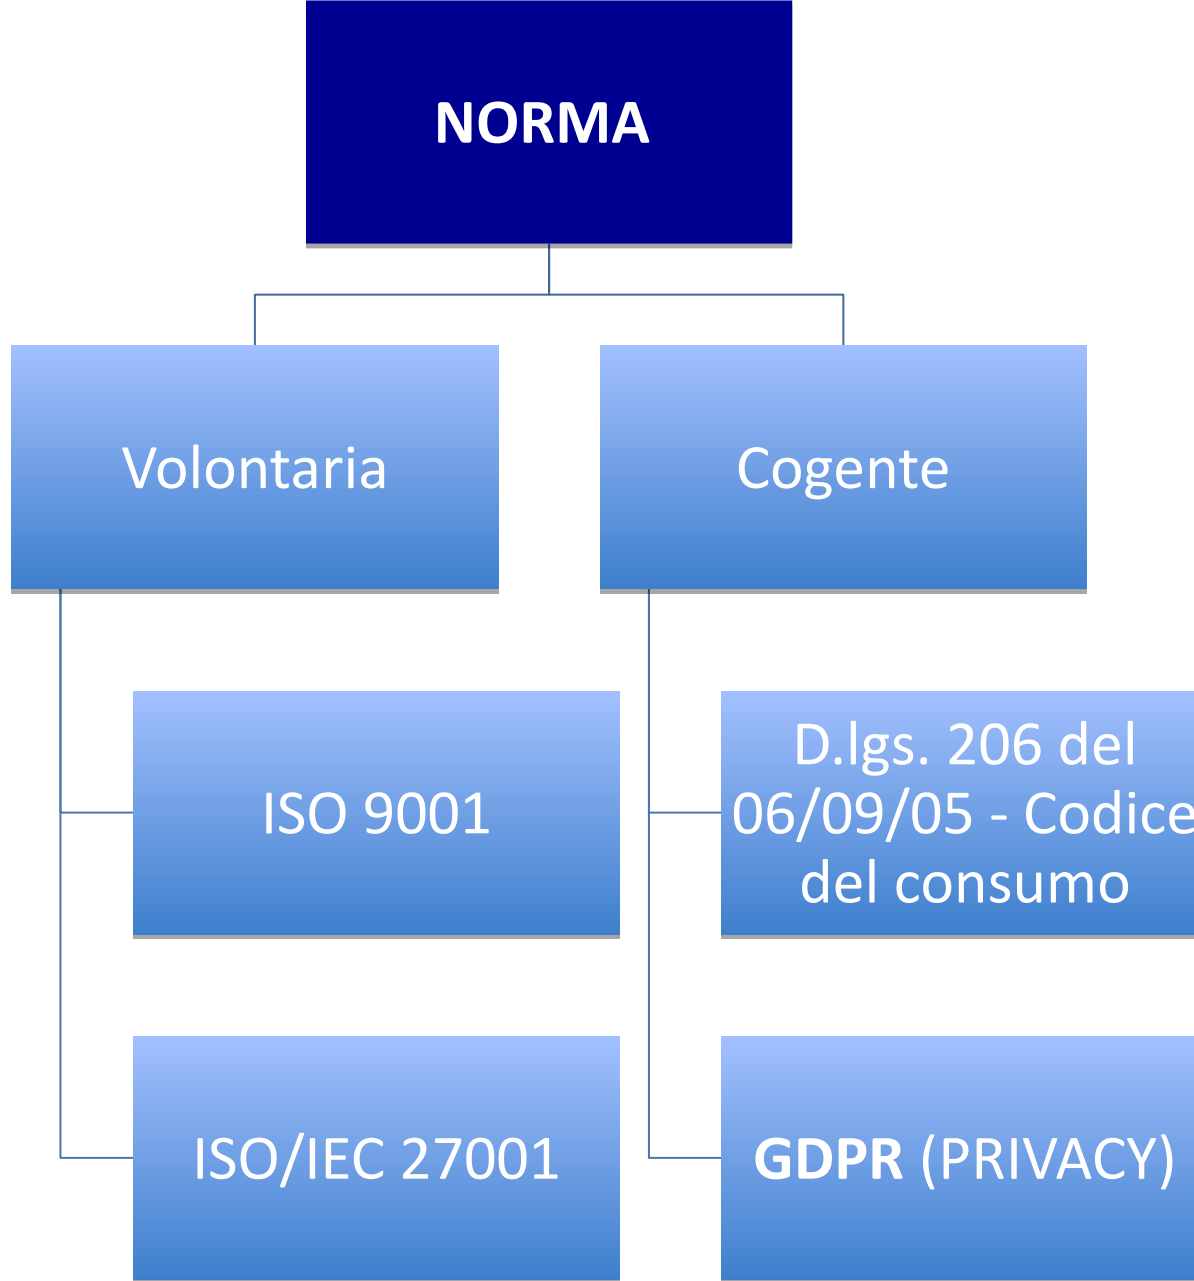 NORMA
Volontaria
Cogente
ISO 9001
D.lgs. 206 del
06/09/05 - Codice
del consumo
ISO/IEC 27001
GDPR (PRIVACY)